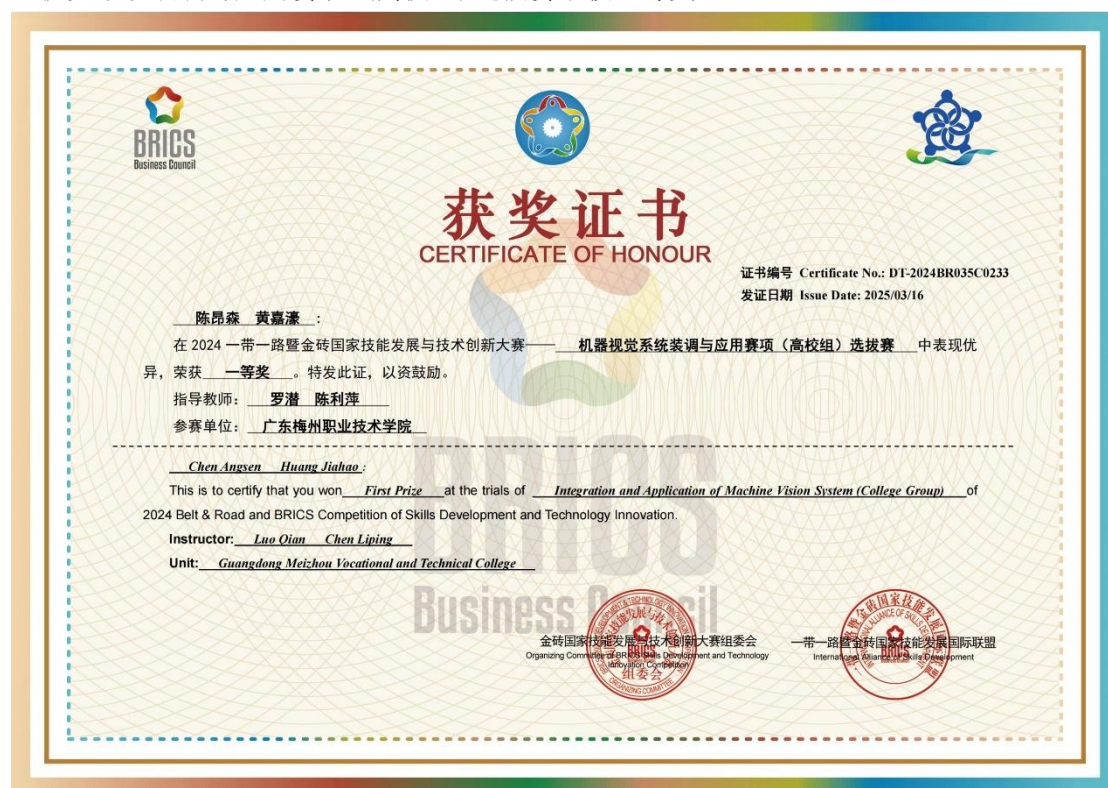 BRICS
Business Council
获奖证书
CERTIFICATE OF HONOUR
证书编号 Certificate No.: DT-2024BR035C0233
发证日期 Issue Date: 2025/03/16
陈昂森 黄嘉濠：
在 2024 一带一路暨金砖国家技能发展与技术创新大赛——机器视觉系统装调与应用赛项（高校组）选拔赛中表现优
异，荣获一等奖。特发此证，以资鼓励。
指导教师：罗潜 陈利萍
参赛单位：广东梅州职业技术学院
Chen Angsen Huang Jiahao :
This is to certify that you won First Prize at the trials of Integration and Application of Machine Vision System (College Group) of
2024 Belt & Road and BRICS Competition of Skills Development and Technology Innovation.
Instructor: Luo Qian Chen Liping
Unit: Guangdong Meizhou Vocational and Technical College
BRICS
Business Council
金砖国家技能发展与技术创新大赛组委会
Organizing Committee of BRICS Skills Development and Technology
Innovation Competition
组委会
ORGANIZING COMMITTEE
一带一路暨金砖国家技能发展国际联盟
International Alliance of Skills Development